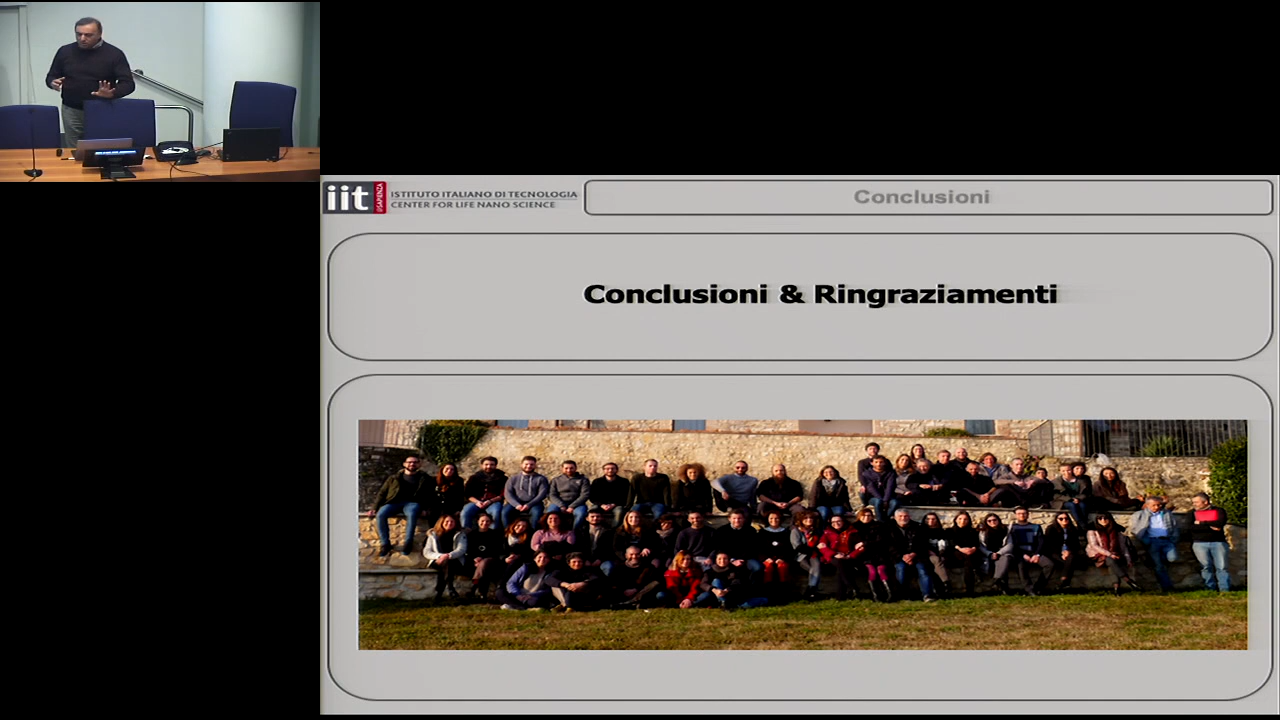 iit
@SAPIENZA
ISTITUTO ITALIANO DI TECNOLOGIA
CENTER FOR LIFE NANO SCIENCE
Conclusioni
Conclusioni & Ringraziamenti